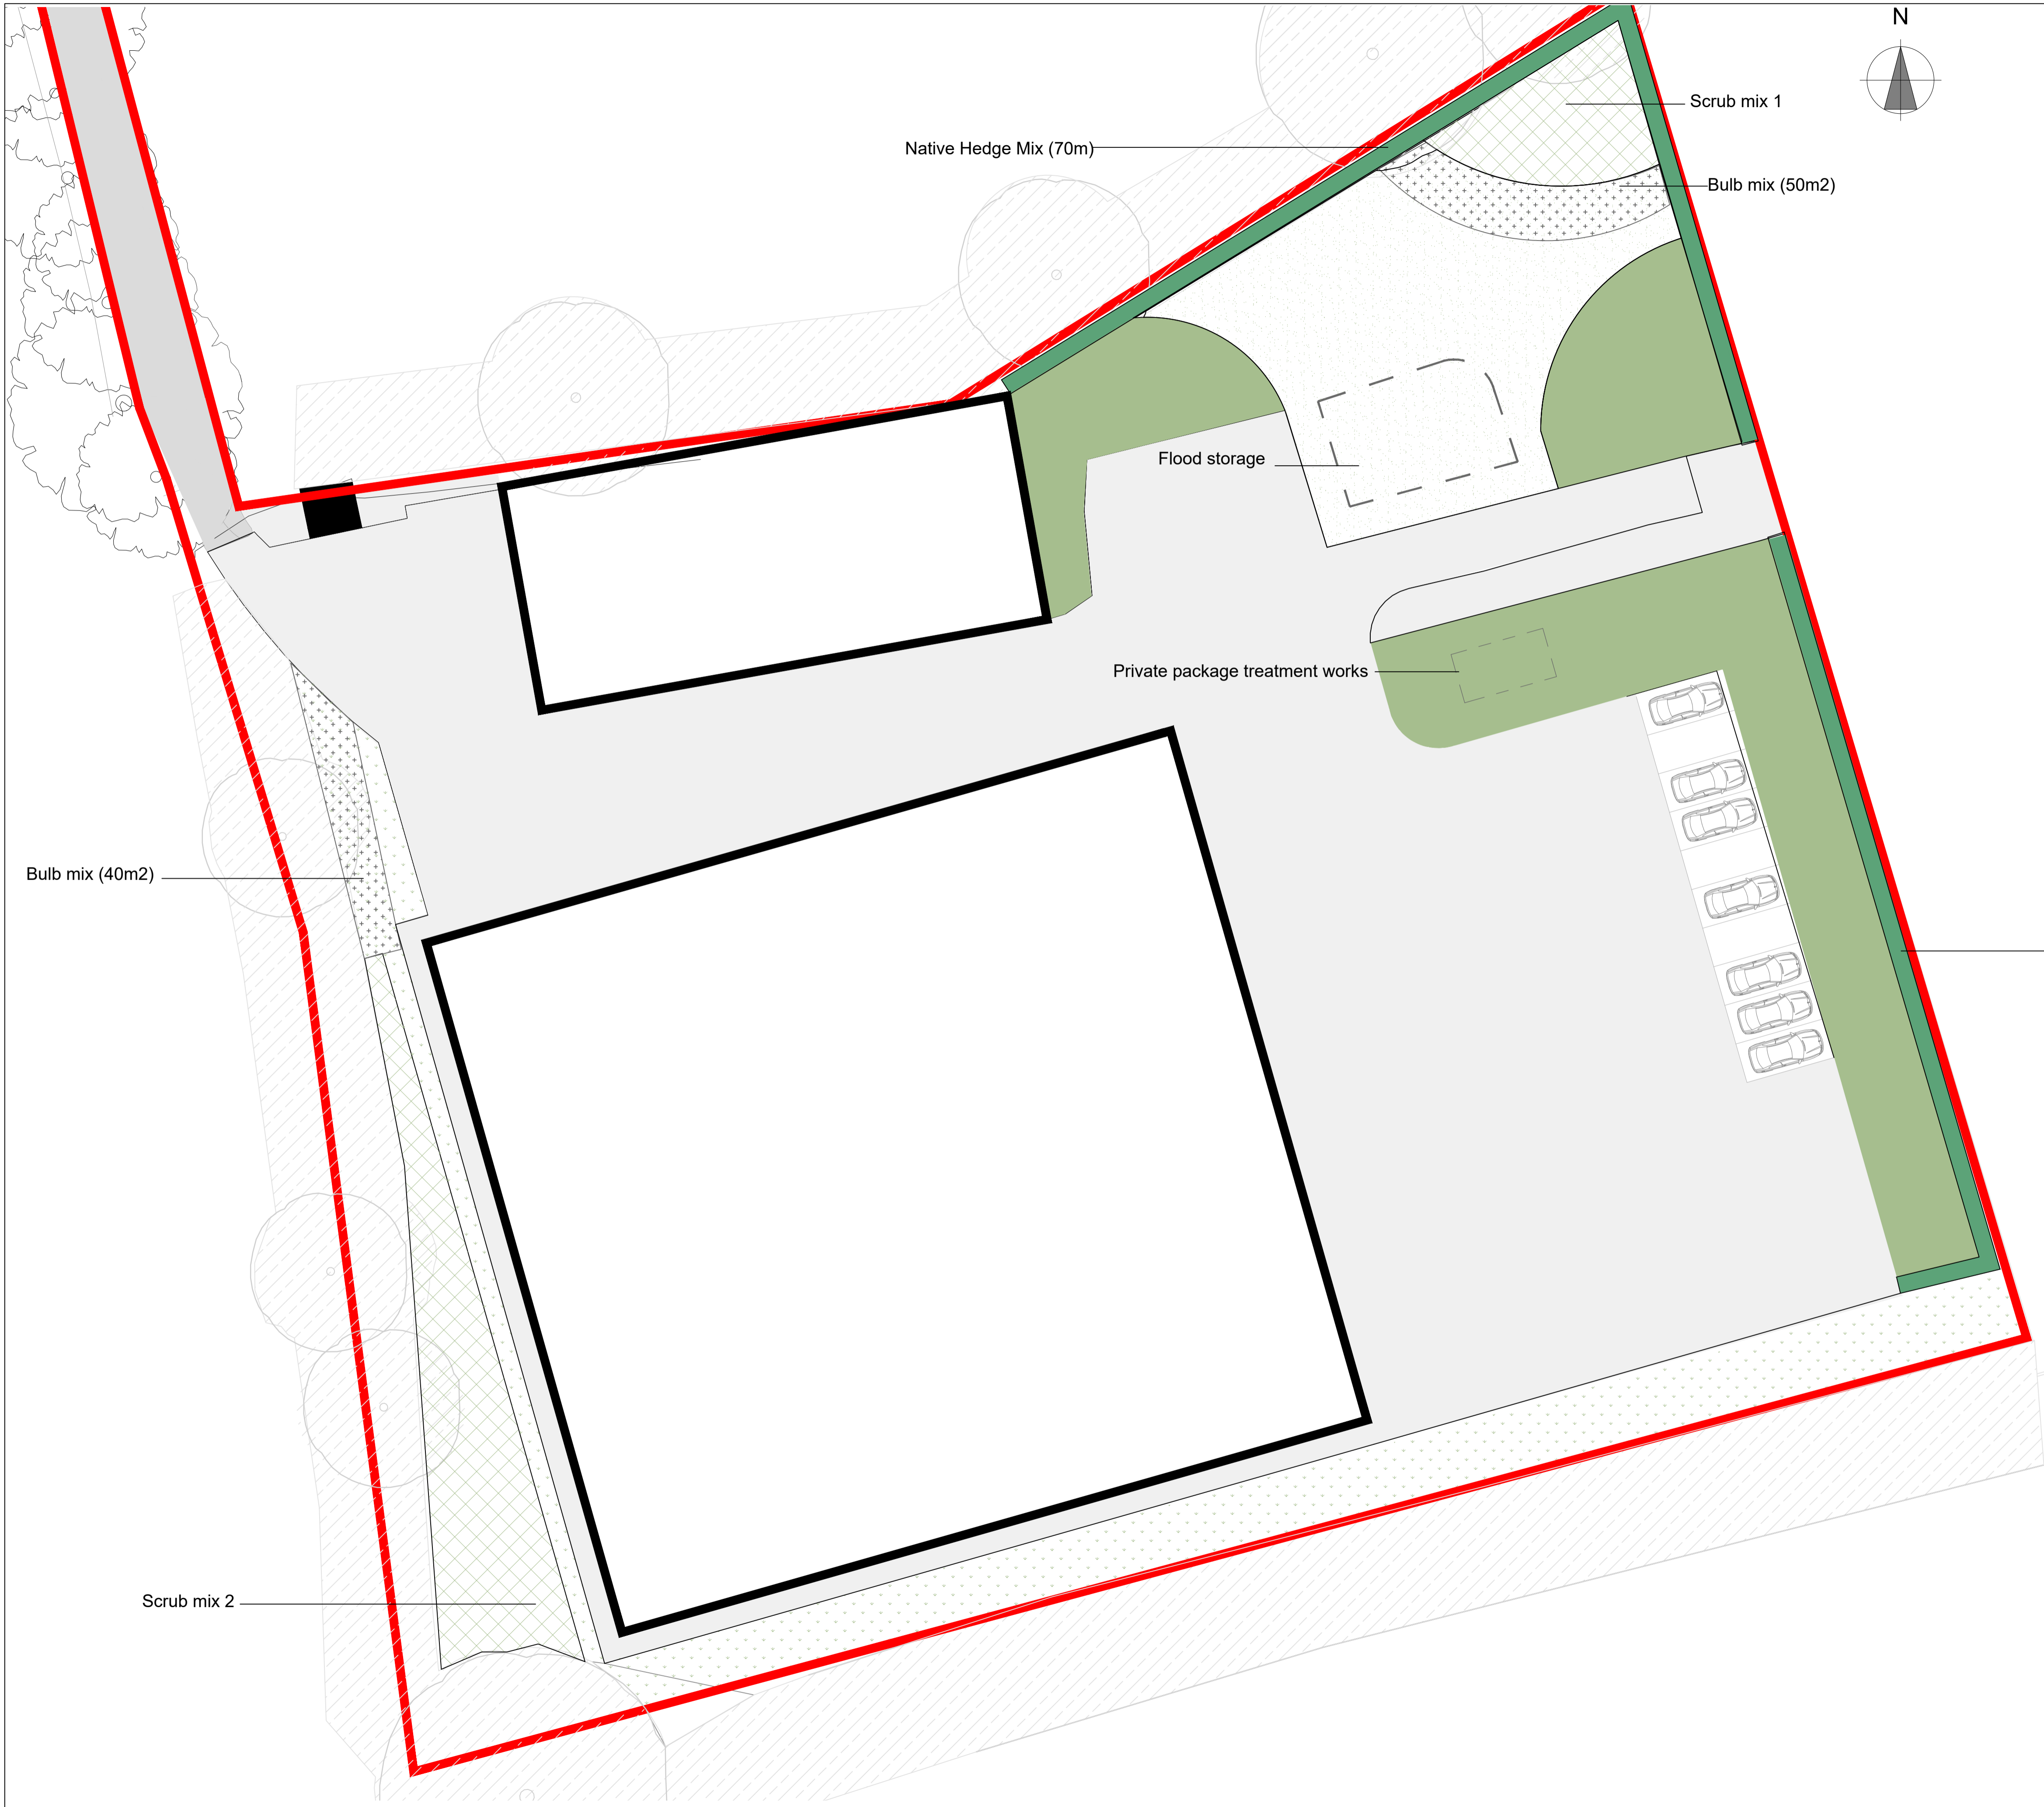 N
Scrub mix 1
Native Hedge Mix (70m)
Bulb mix (50m2)
Flood storage
Private package treatment works
Bulb mix (40m2)
Scrub mix 2